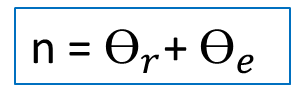 n = ϴᵣ + ϴₑ